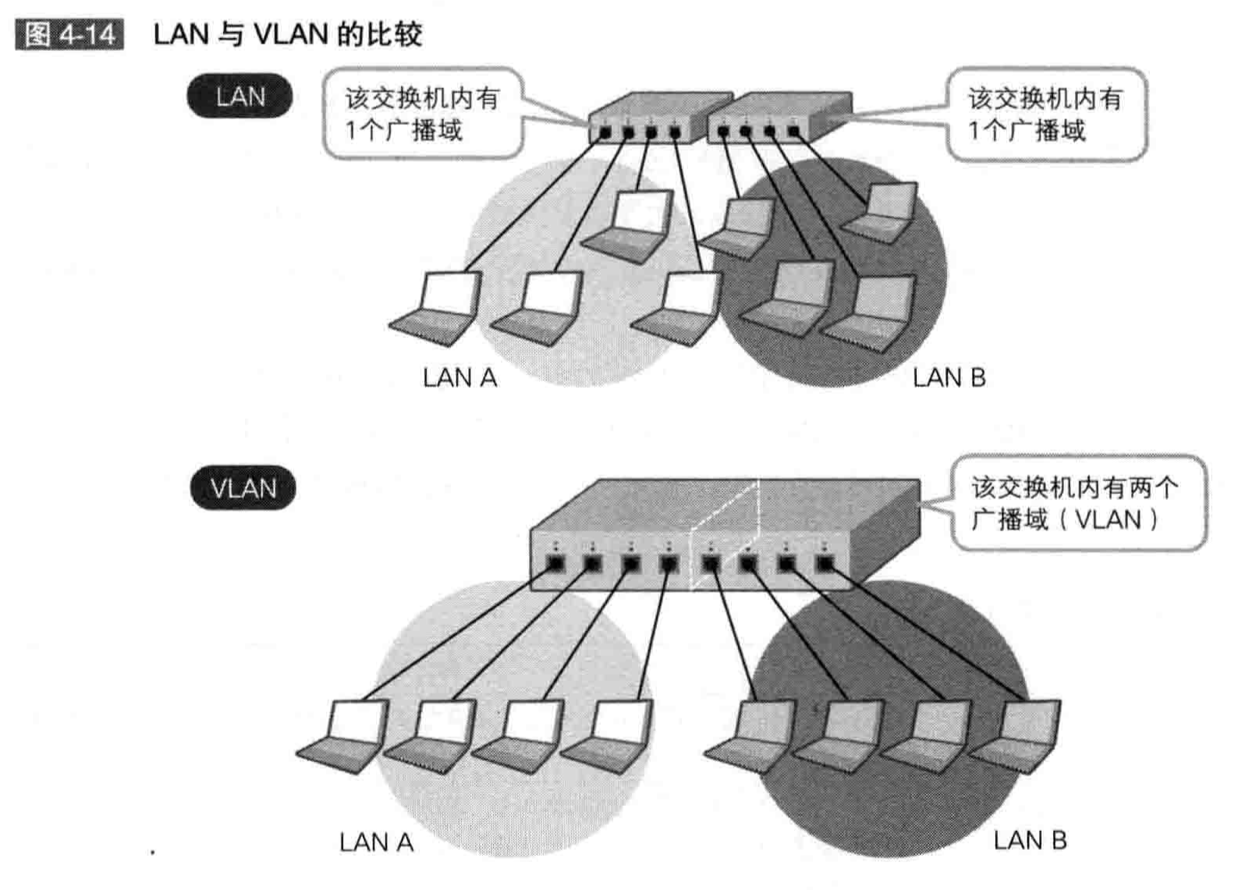 图 4-14 LAN 与 VLAN 的比较
LAN
该交换机内有
1个广播域
该交换机内有
1个广播域
LAN A
LAN B
VLAN
该交换机内有两个
广播域（VLAN）
LAN A
LAN B